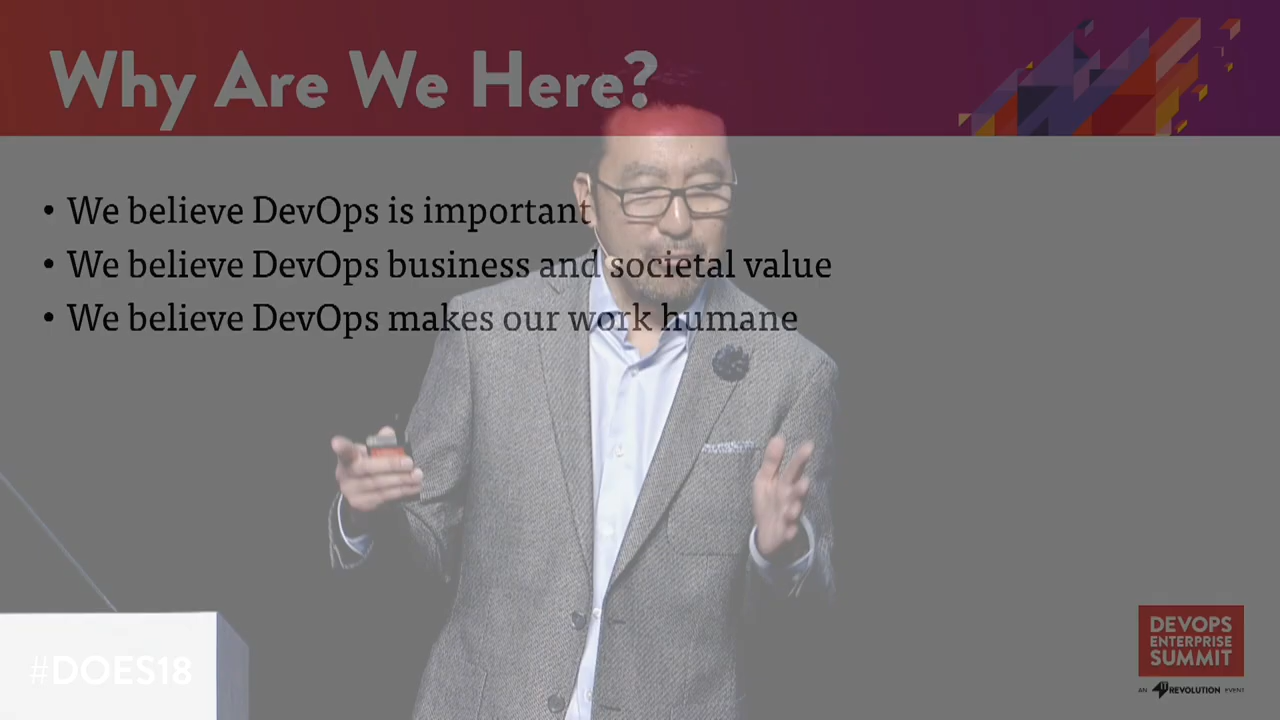 Why Are We Here?
• We believe DevOps is important
• We believe DevOps business and societal value
• We believe DevOps makes our work humane
#DOES18
DEVOPS
ENTERPRISE
SUMMIT
AN IT REVOLUTION EVENT